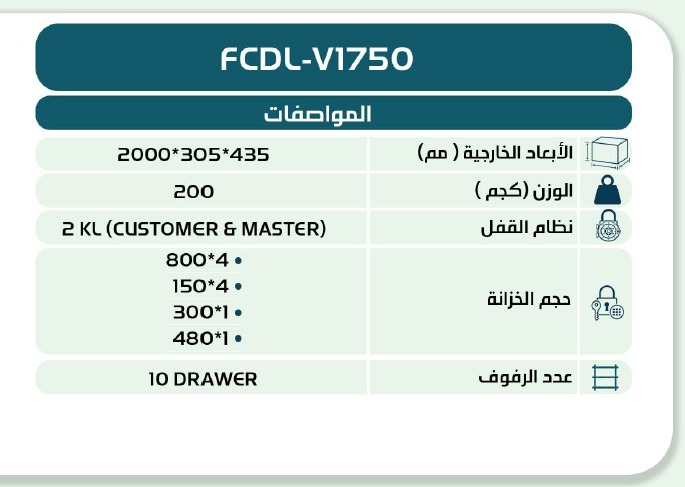 FCDL-V1750
المواصفات
الأبعاد الخارجية ( مم)
2000*305*435
الوزن (كجم )
200
نظام القفل
2 KL (CUSTOMER & MASTER)
حجم الخزانة
• 800*4
• 150*4
• 300*1
• 480*1
عدد الرفوف
10 DRAWER